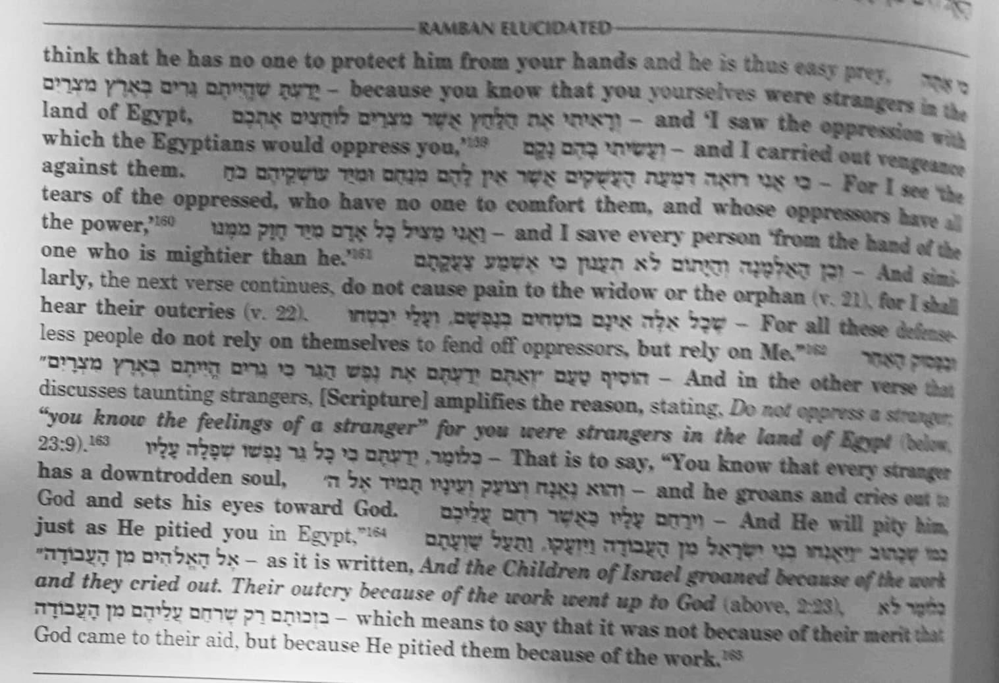 RAMBAN ELUCIDATED
think that he has no one to protect him from your hands and he is thus easy prey, כִּי אַתָּה
יָדַעְתָּ שֶׁהֱיִיתֶם גֵּרִים בְּאֶרֶץ מִצְרַיִם – because you know that you yourselves were strangers in the
land of Egypt, וְרָאִיתִי אֶת הַלַּחַץ אֲשֶׁר מִצְרַיִם לוֹחֲצִים אֶתְכֶם – and ‘I saw the oppression with
which the Egyptians would oppress you,’159 וְעָשִׂיתִי בָהֶם נָקָם – and I carried out vengeance
against them. כִּי אֲנִי רוֹאֶה דִּמְעַת הָעֲשֻׁקִים אֲשֶׁר אֵין לָהֶם מְנַחֵם וּמִיַּד עוֹשְׁקֵיהֶם כֹּחַ – For I see ‘the
tears of the oppressed, who have no one to comfort them, and whose oppressors have all
the power,’160 וַאֲנִי מַצִּיל כָּל אָדָם מִיַּד חָזָק מִמֶּנּוּ – and I save every person ‘from the hand of the
one who is mightier than he.’161 וְכֵן הָאַלְמָנָה וְהַיָּתוֹם לֹא תְעַנּוּן כִּי אֶשְׁמַע צַעֲקָתָם – And simi-
larly, the next verse continues, do not cause pain to the widow or the orphan (v. 21), for I shall
hear their outcries (v. 22). שֶׁכָּל אֵלֶּה אֵינָם בּוֹטְחִים בְּנַפְשָׁם, וְעָלַי יִבְטָחוּ – For all these defense-
less people do not rely on themselves to fend off oppressors, but rely on Me.”162 וּבַפָּסוּק הָאַחֵר
הוֹסִיף טַעַם ״וְאַתֶּם יְדַעְתֶּם אֶת נֶפֶשׁ הַגֵּר כִּי גֵרִים הֱיִיתֶם בְּאֶרֶץ מִצְרָיִם״ – And in the other verse that
discusses taunting strangers, [Scripture] amplifies the reason, stating, Do not oppress a stranger;
“you know the feelings of a stranger” for you were strangers in the land of Egypt (below,
23:9).163 כְּלוֹמַר, יְדַעְתֶּם כִּי כָּל גֵּר נַפְשׁוֹ שְׁפָלָה עָלָיו – That is to say, “You know that every stranger
has a downtrodden soul, וְהוּא נֶאֱנָח וְצוֹעֵק וְעֵינָיו תָּמִיד אֶל ה׳ – and he groans and cries out to
God and sets his eyes toward God. וִירַחֵם עָלָיו כַּאֲשֶׁר רִחֵם עֲלֵיכֶם – And He will pity him,
just as He pitied you in Egypt,”164 כְּמוֹ שֶׁכָּתוּב ״וַיֵּאָנְחוּ בְנֵי יִשְׂרָאֵל מִן הָעֲבוֹדָה וַיִּזְעָקוּ, וַתַּעַל שַׁוְעָתָם
אֶל הָאֱלֹהִים מִן הָעֲבוֹדָה״ – as it is written, And the Children of Israel groaned because of the work
and they cried out. Their outcry because of the work went up to God (above, 2:23), כְּלוֹמַר לֹא
בִזְכוּתָם רַק שֶׁרִחֵם עֲלֵיהֶם מִן הָעֲבוֹדָה – which means to say that it was not because of their merit that
God came to their aid, but because He pitied them because of the work.165